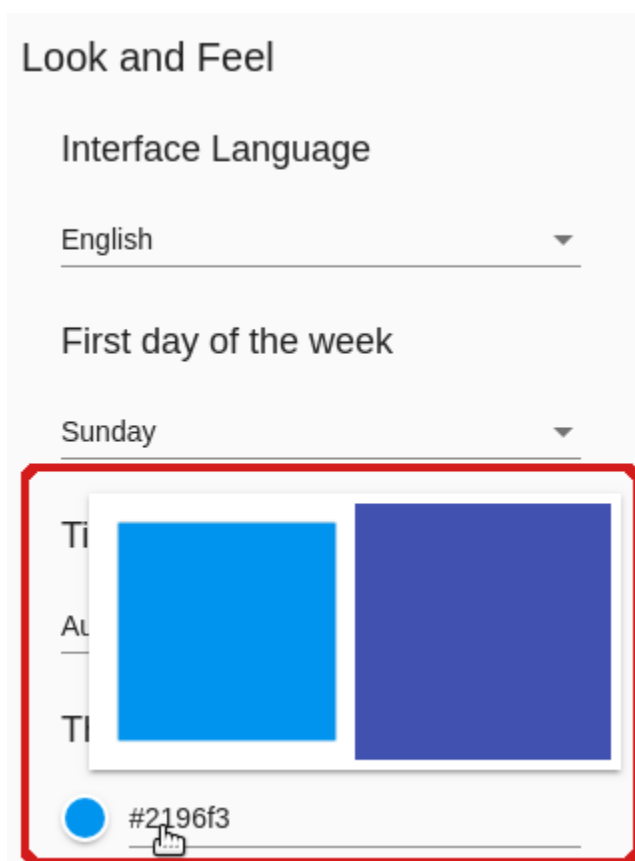 Look and Feel
Interface Language
English
First day of the week
Sunday
#2196f3